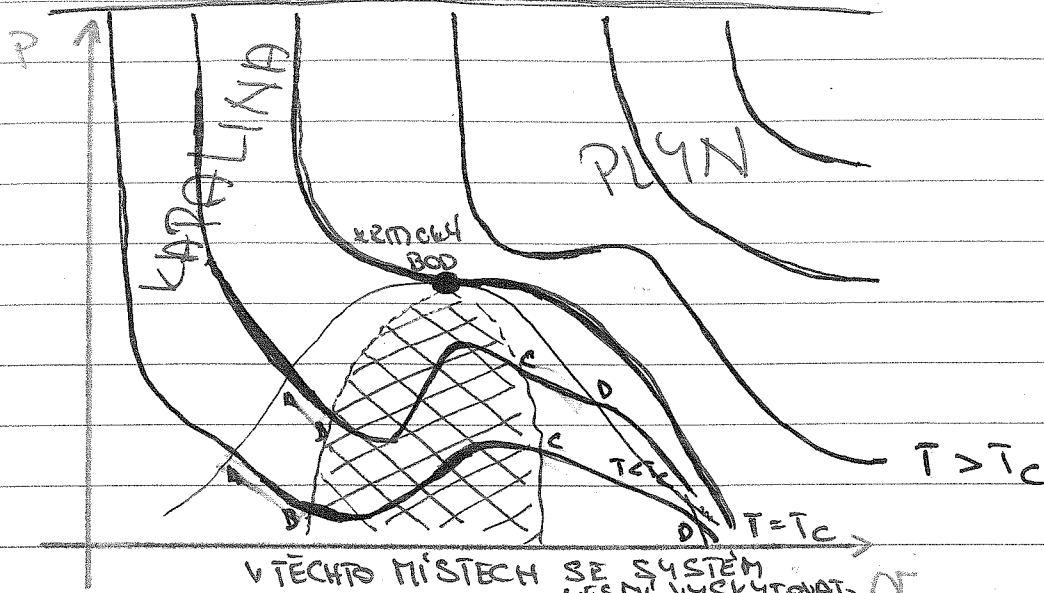 P
KAPALINA
PLYN
KRITICKÝ
BOD
C
D
B
C
T<Tc
B
D
T > Tc
T = Tc
V TĚCHTO MÍSTECH SE SYSTÉM
NESMÍ VYSKYTOVAT